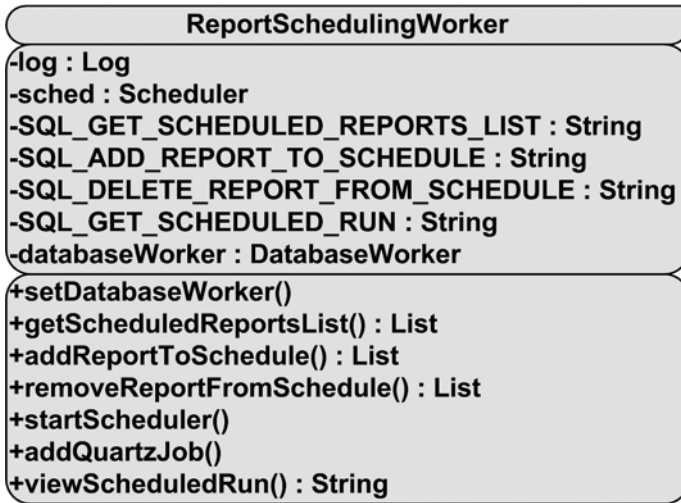 ReportSchedulingWorker
-log : Log
-sched : Scheduler
-SQL_GET_SCHEDULED_REPORTS_LIST : String
-SQL_ADD_REPORT_TO_SCHEDULE : String
-SQL_DELETE_REPORT_FROM_SCHEDULE : String
-SQL_GET_SCHEDULED_RUN : String
-databaseWorker : DatabaseWorker
+setDatabaseWorker()
+getScheduledReportsList() : List
+addReportToSchedule() : List
+removeReportFromSchedule() : List
+startScheduler()
+addQuartzJob()
+viewScheduledRun() : String